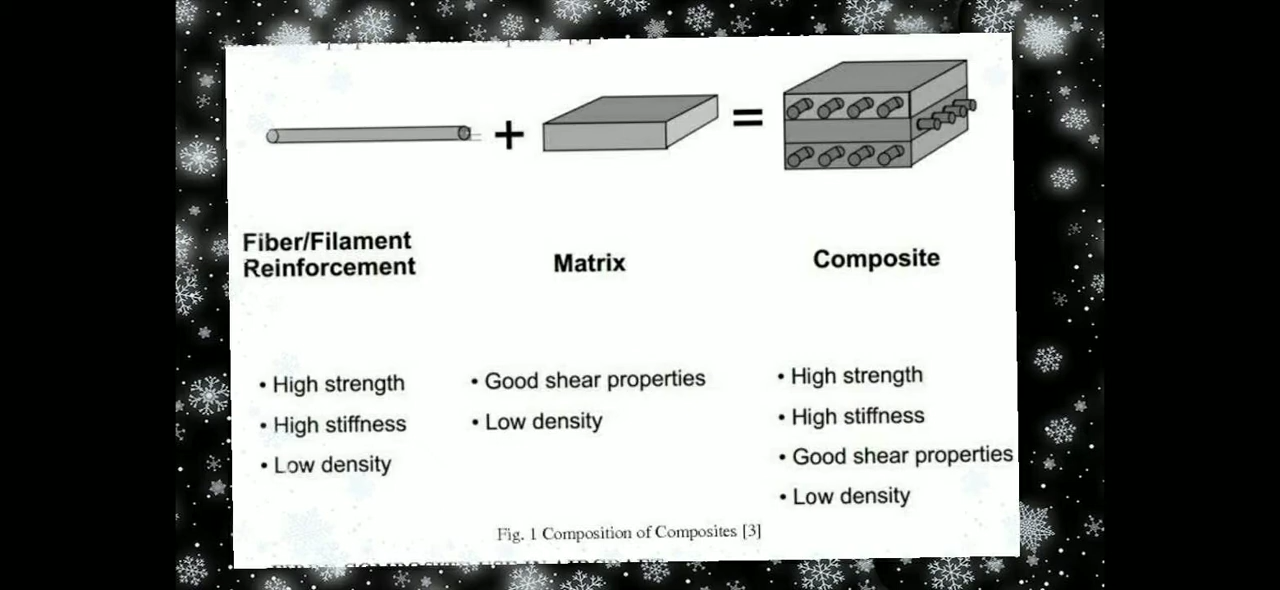 +
=
Fiber/Filament
Reinforcement
Matrix
Composite
• High strength
• High stiffness
• Low density
• Good shear properties
• Low density
• High strength
• High stiffness
• Good shear properties
• Low density
Fig. 1 Composition of Composites [3]